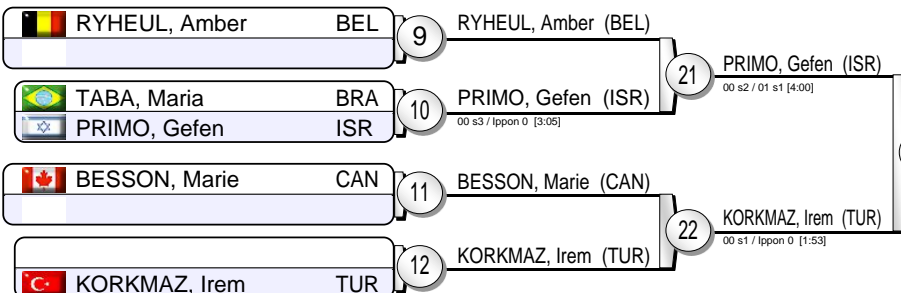 RYHEUL, Amber BEL
9
RYHEUL, Amber (BEL)
TABA, Maria BRA
PRIMO, Gefen ISR
10
PRIMO, Gefen (ISR)
00 s3 / Ippon 0 [3:05]
21
PRIMO, Gefen (ISR)
00 s2 / 01 s1 [4:00]
BESSON, Marie CAN
11
BESSON, Marie (CAN)
KORKMAZ, Irem TUR
12
KORKMAZ, Irem (TUR)
22
KORKMAZ, Irem (TUR)
00 s1 / Ippon 0 [1:53]